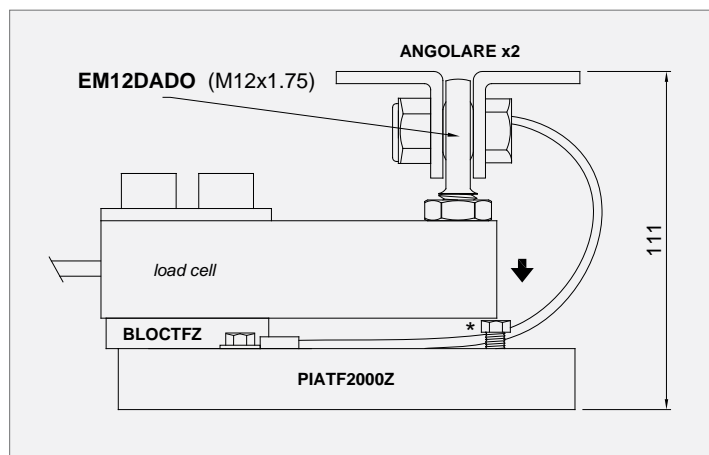 ANGOLARE x2
EM12DADO (M12x1.75)
111
load cell
*
BLOCTFZ
PIATF2000Z